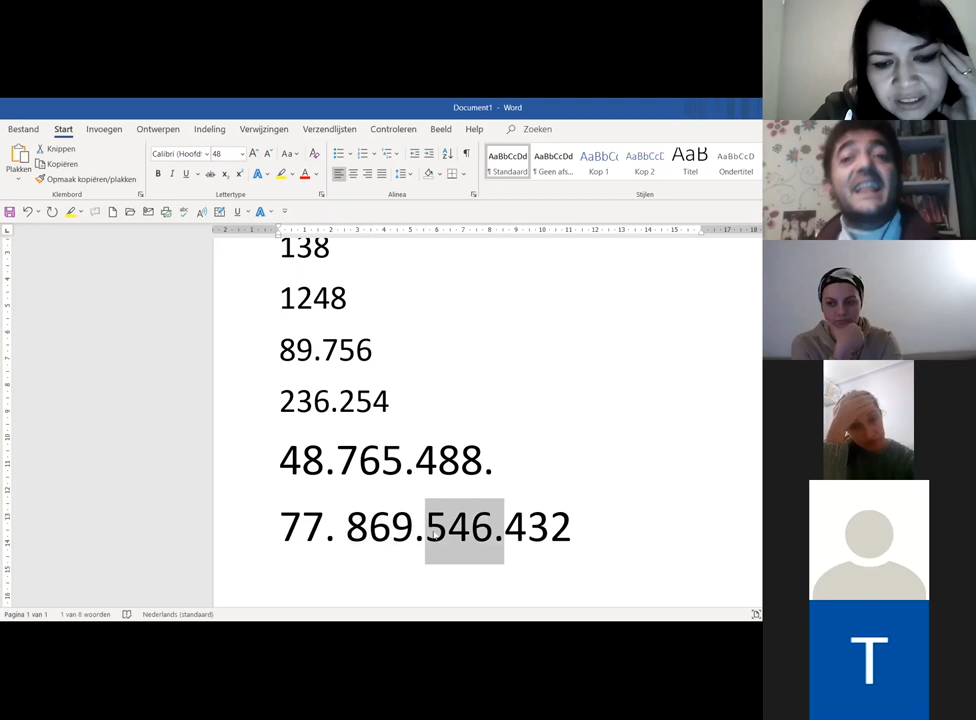 Document1 - Word
Bestand Start Invoegen Ontwerpen Indeling Verwijzingen Verzendlijsten Controleren Beeld Help Zoeken
Plakken
Knippen
Kopiëren
Opmaak kopiëren/plakken
Klembord
Calibri (Hoofd 48
Lettertype
Alinea
AaBbCcDd AaBbCcDd AaBbCc AaBbCcD AaB AaBbCcD
¶ Standaard ¶ Geen afs... Kop 1 Kop 2 Titel Ondertitel
Stijlen
138
1248
89.756
236.254
48.765.488.
77. 869.546.432
Pagina 1 van 1 1 van 8 woorden Nederlands (standaard)
T